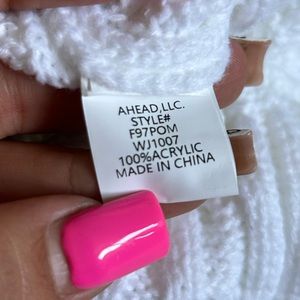 AHEAD,LLC.
STYLE#
F97POM
WJ1007
100%ACRYLIC
MADE IN CHINA